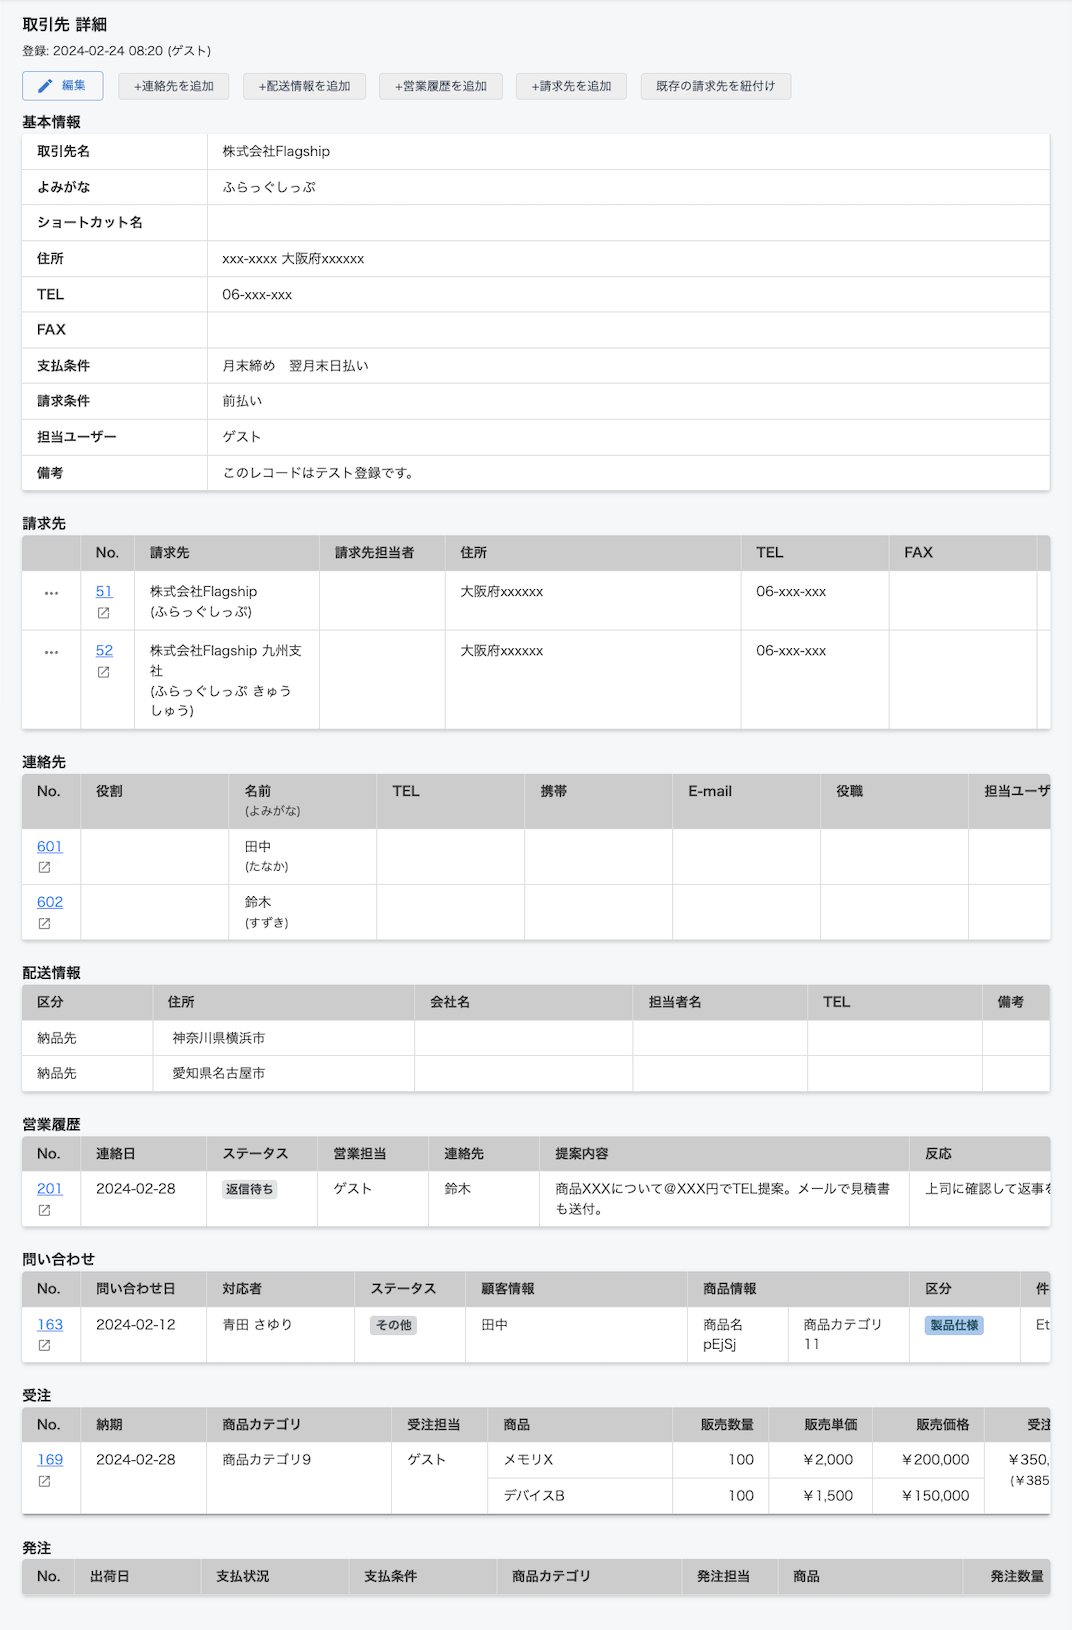 取引先 詳細
登録: 2024-02-24 08:20 (ゲスト)
編集 +連絡先を追加 +配送情報を追加 +営業履歴を追加 +請求先を追加 既存の請求先を紐付け
基本情報
取引先名 株式会社Flagship
よみがな ふらっぐしっぷ
ショートカット名
住所 xxx-xxxx 大阪府xxxxxx
TEL 06-xxx-xxx
FAX
支払条件 月末締め　翌月末日払い
請求条件 前払い
担当ユーザー ゲスト
備考 このレコードはテスト登録です。
請求先
No. 請求先 請求先担当者 住所 TEL FAX
... 51 株式会社Flagship 大阪府xxxxxx 06-xxx-xxx
(ふらっぐしっぷ)
... 52 株式会社Flagship 九州支 大阪府xxxxxx 06-xxx-xxx
社
(ふらっぐしっぷ きゅう
しゅう)
連絡先
No. 役割 名前 TEL 携帯 E-mail 役職 担当ユーザ
(よみがな)
601 田中
(たなか)
602 鈴木
(すずき)
配送情報
区分 住所 会社名 担当者名 TEL 備考
納品先 神奈川県横浜市
納品先 愛知県名古屋市
営業履歴
No. 連絡日 ステータス 営業担当 連絡先 提案内容 反応
201 2024-02-28 返信待ち ゲスト 鈴木 商品XXXについて@XXX円でTEL提案。メールで見積書 上司に確認して返事を
も送付。
問い合わせ
No. 問い合わせ日 対応者 ステータス 顧客情報 商品情報 区分 件
163 2024-02-12 青田 さゆり その他 田中 商品名 商品カテゴリ 製品仕様 Et
pEjSj 11
受注
No. 納期 商品カテゴリ 受注担当 商品 販売数量 販売単価 販売価格 受注
169 2024-02-28 商品カテゴリ9 ゲスト メモリX 100 ¥2,000 ¥200,000 ¥350,
(¥385
デバイスB 100 ¥1,500 ¥150,000
発注
No. 出荷日 支払状況 支払条件 商品カテゴリ 発注担当 商品 発注数量